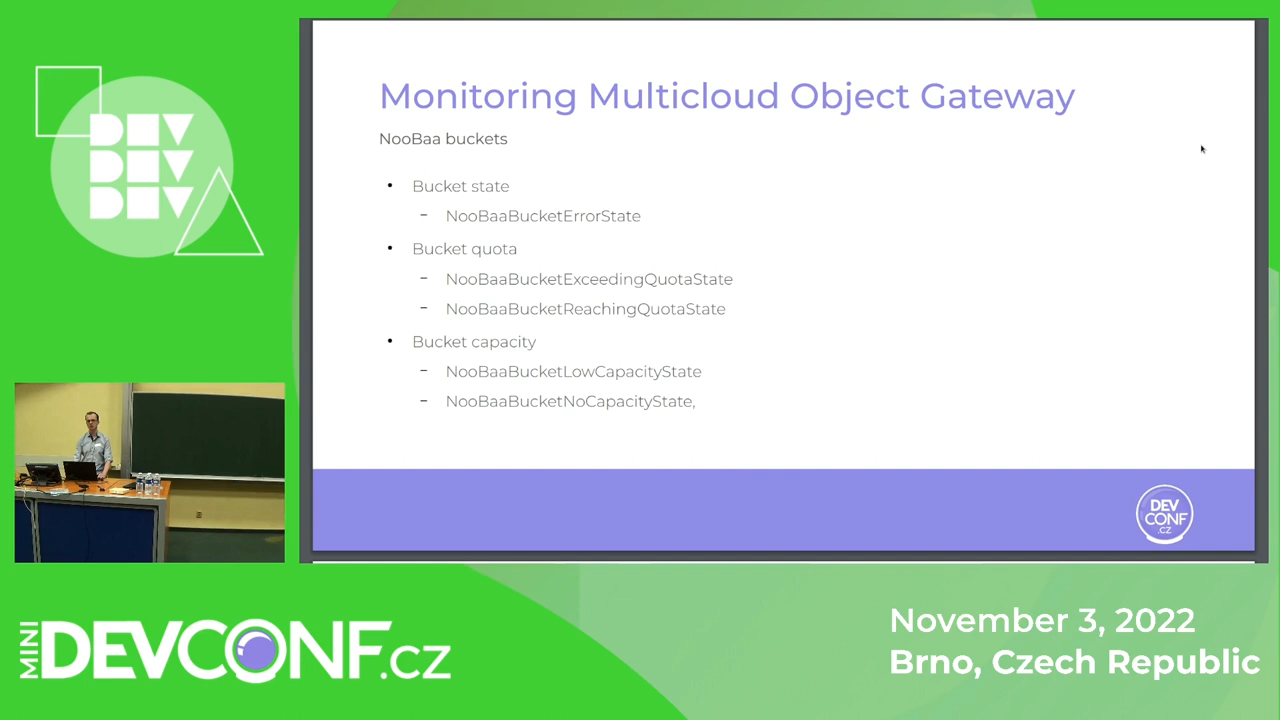 DEV
DEV
DEV
Monitoring Multicloud Object Gateway
NooBaa buckets
• Bucket state
- NooBaaBucketErrorState
• Bucket quota
- NooBaaBucketExceedingQuotaState
- NooBaaBucketReachingQuotaState
• Bucket capacity
- NooBaaBucketLowCapacityState
- NooBaaBucketNoCapacityState,
DEV
CONF
.CZ
MINI DEVCONF.CZ
November 3, 2022
Brno, Czech Republic